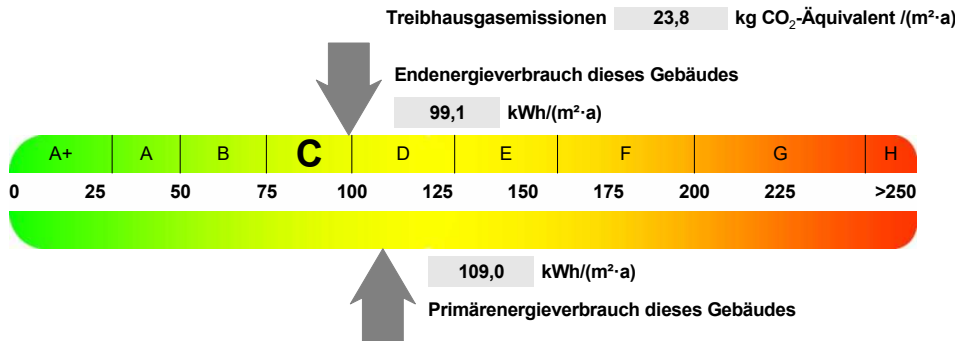 Treibhausgasemissionen 23,8 kg CO₂-Äquivalent /(m²·a)
Endenergieverbrauch dieses Gebäudes
99,1 kWh/(m²·a)
A+ A B C D E F G H
0 25 50 75 100 125 150 175 200 225 >250
109,0 kWh/(m²·a)
Primärenergieverbrauch dieses Gebäudes